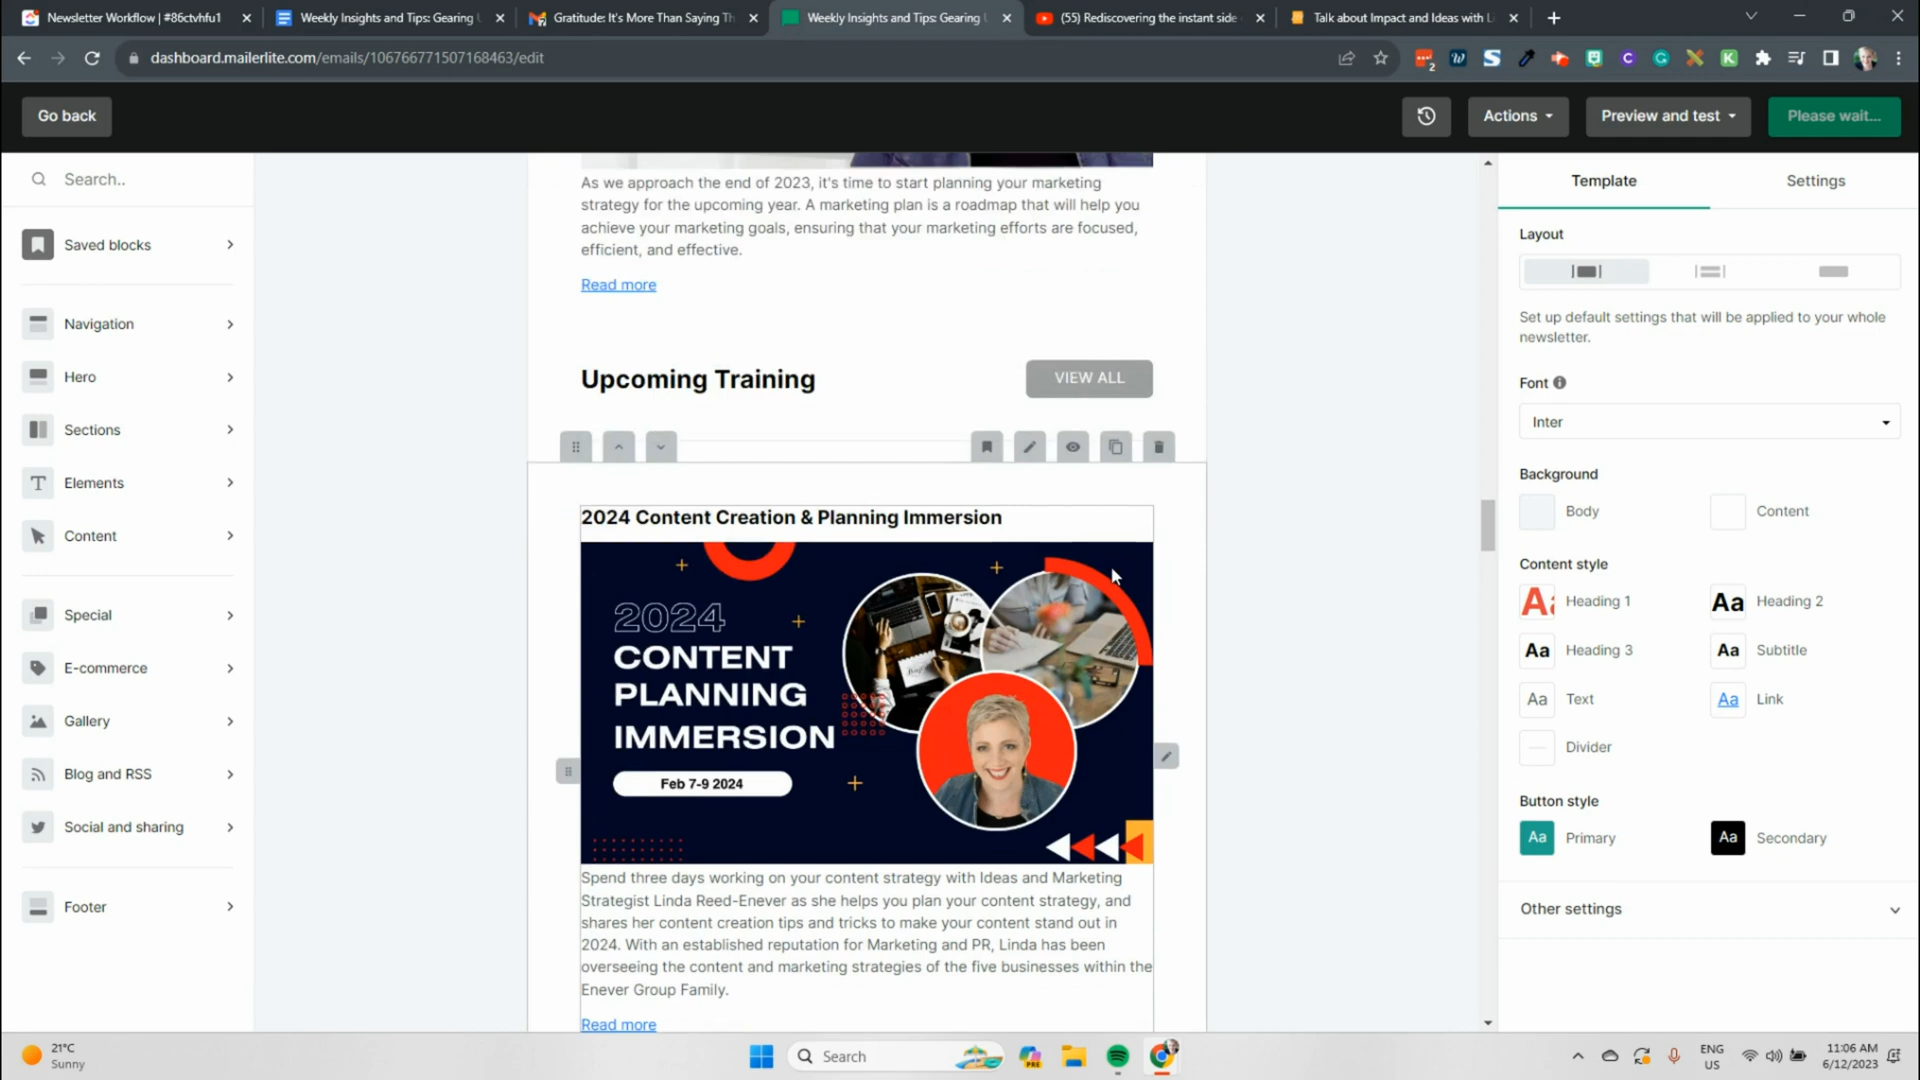 Newsletter Workflow | #86ctvhfu1
Weekly Insights and Tips: Gearing
Gratitude: It's More Than Saying Th
Weekly Insights and Tips: Gearing
(55) Rediscovering the instant side
Talk about Impact and Ideas with Li
dashboard.mailerlite.com/emails/106766771507168463/edit
2
Go back
Actions
Preview and test
Please wait...
Search..
Saved blocks
Navigation
Hero
Sections
Elements
Content
Special
E-commerce
Gallery
Blog and RSS
Social and sharing
Footer
As we approach the end of 2023, it's time to start planning your marketing
strategy for the upcoming year. A marketing plan is a roadmap that will help you
achieve your marketing goals, ensuring that your marketing efforts are focused,
efficient, and effective.
Read more
Upcoming Training
VIEW ALL
2024 Content Creation & Planning Immersion
2024
CONTENT
PLANNING
IMMERSION
Feb 7-9 2024
Spend three days working on your content strategy with Ideas and Marketing
Strategist Linda Reed-Enever as she helps you plan your content strategy, and
shares her content creation tips and tricks to make your content stand out in
2024. With an established reputation for Marketing and PR, Linda has been
overseeing the content and marketing strategies of the five businesses within the
Enever Group Family.
Read more
Template
Settings
Layout
Set up default settings that will be applied to your whole
newsletter.
Font
Inter
Background
Body
Content
Content style
Aa Heading 1
Aa Heading 2
Aa Heading 3
Aa Subtitle
Aa Text
Aa Link
Divider
Button style
Aa Primary
Aa Secondary
Other settings
21°C
Sunny
Search
PRE
ENG
US
11:06 AM
6/12/2023